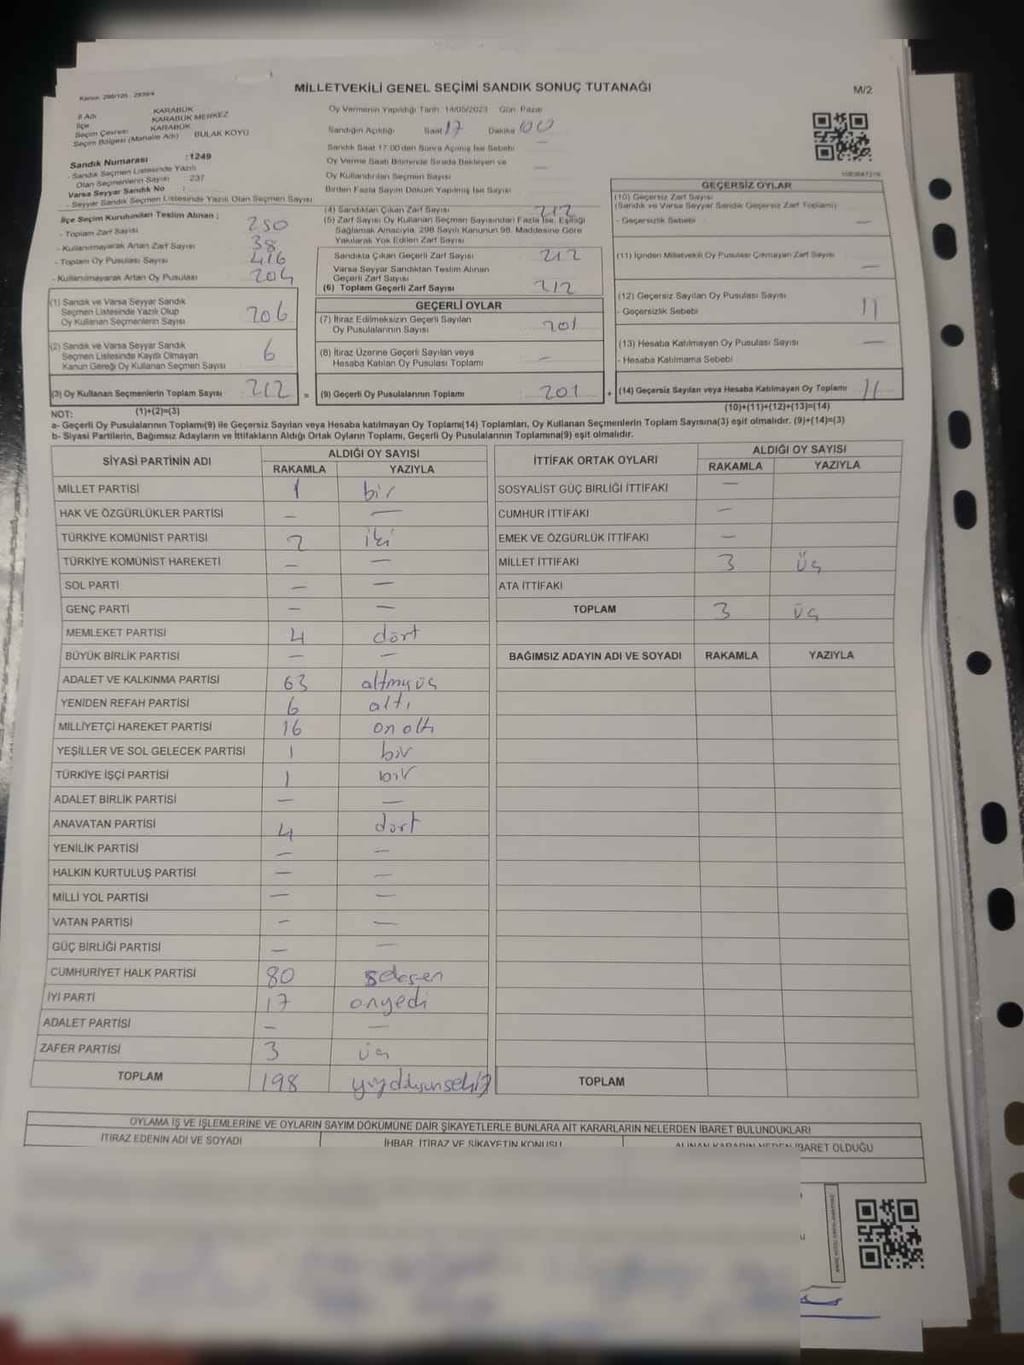 MİLLETVEKİLİ GENEL SEÇİMİ SANDIK SONUÇ TUTANAĞI
M/2
İl Adı KARABÜK
İlçe KARABÜK MERKEZ
Seçim Çevresi KARABÜK
Seçim Bölgesi (Mahalle Adı) BULAK KÖYÜ
Sandık Numarası : 1249
- Sandık Seçmen Listesinde Yazılı
Olan Seçmenlerin Sayısı 237
Varsa Seyyar Sandık No :
- Seyyar Sandık Seçmen Listesinde Yazılı Olan Seçmen Sayısı
Oy Vermenin Yapıldığı Tarih 14/05/2023 Gün Pazar
Sandığın Açıldığı Saat 17 Dakika 00
Sandık Saat 17.00'den Sonra Açılmış İse Sebebi —
Oy Verme Saati Bitiminde Sırada Bekleyen ve
Oy Kullandırılan Seçmen Sayısı —
Birden Fazla Sayım Döküm Yapılmış İse Sayısı
İlçe Seçim Kurulundan Teslim Alınan ;
- Toplam Zarf Sayısı 250
- Kullanılmayarak Artan Zarf Sayısı 38
- Toplam Oy Pusulası Sayısı 416
- Kullanılmayarak Artan Oy Pusulası 204
(1) Sandık ve Varsa Seyyar Sandık
Seçmen Listesinde Yazılı Olup
Oy Kullanan Seçmenlerin Sayısı 206
(2) Sandık ve Varsa Seyyar Sandık
Seçmen Listesinde Kayıtlı Olmayan
Kanun Gereği Oy Kullanan Seçmen Sayısı 6
(3) Oy Kullanan Seçmenlerin Toplam Sayısı 212 =
(4) Sandıktan Çıkan Zarf Sayısı 212
(5) Zarf Sayısı Oy Kullanan Seçmen Sayısından Fazla İse, Eşitliği
Sağlamak Amacıyla, 298 Sayılı Kanunun 98. Maddesine Göre
Yakılarak Yok Edilen Zarf Sayısı
Sandıkta Çıkan Geçerli Zarf Sayısı 212
Varsa Seyyar Sandıktan Teslim Alınan
Geçerli Zarf Sayısı
(6) Toplam Geçerli Zarf Sayısı 212
GEÇERLİ OYLAR
(7) İtiraz Edilmeksizin Geçerli Sayılan
Oy Pusulalarının Sayısı 201
(8) İtiraz Üzerine Geçerli Sayılan veya
Hesaba Katılan Oy Pusulası Toplamı —
(9) Geçerli Oy Pusulalarının Toplamı 201 +
GEÇERSİZ OYLAR
(10) Geçersiz Zarf Sayısı
(Sandık ve Varsa Seyyar Sandık Geçersiz Zarf Toplamı)
- Geçersizlik Sebebi —
(11) İçinden Milletvekili Oy Pusulası Çıkmayan Zarf Sayısı —
(12) Geçersiz Sayılan Oy Pusulası Sayısı
- Geçersizlik Sebebi 11
(13) Hesaba Katılmayan Oy Pusulası Sayısı —
- Hesaba Katılmama Sebebi
(14) Geçersiz Sayılan veya Hesaba Katılmayan Oy Toplamı 11
NOT: (1)+(2)=(3) (10)+(11)+(12)+(13)=(14)
a- Geçerli Oy Pusulalarının Toplamı(9) ile Geçersiz Sayılan veya Hesaba Katılmayan Oy Toplamı(14) Toplamları, Oy Kullanan Seçmenlerin Toplam Sayısına(3) eşit olmalıdır. (9)+(14)=(3)
b- Siyasi Partilerin, Bağımsız Adayların ve İttifakların Aldığı Ortak Oyların Toplamı, Geçerli Oy Pusulalarının Toplamına(9) eşit olmalıdır.
SİYASİ PARTİNİN ADI ALDIĞI OY SAYISI
RAKAMLA YAZIYLA
MİLLET PARTİSİ 1 bir
HAK VE ÖZGÜRLÜKLER PARTİSİ — —
TÜRKİYE KOMÜNİST PARTİSİ 2 iki
TÜRKİYE KOMÜNİST HAREKETİ — —
SOL PARTİ — —
GENÇ PARTİ — —
MEMLEKET PARTİSİ 4 dört
BÜYÜK BİRLİK PARTİSİ — —
ADALET VE KALKINMA PARTİSİ 63 altmışüç
YENİDEN REFAH PARTİSİ 6 altı
MİLLİYETÇİ HAREKET PARTİSİ 16 on altı
YEŞİLLER VE SOL GELECEK PARTİSİ 1 bir
TÜRKİYE İŞÇİ PARTİSİ 1 bir
ADALET BİRLİK PARTİSİ — —
ANAVATAN PARTİSİ 4 dört
YENİLİK PARTİSİ — —
HALKIN KURTULUŞ PARTİSİ — —
MİLLİ YOL PARTİSİ — —
VATAN PARTİSİ — —
GÜÇ BİRLİĞİ PARTİSİ — —
CUMHURİYET HALK PARTİSİ 80 seksen
İYİ PARTİ 17 onyedi
ADALET PARTİSİ — —
ZAFER PARTİSİ 3 üç
TOPLAM 198 yüzdoksansekiz
İTTİFAK ORTAK OYLARI ALDIĞI OY SAYISI
RAKAMLA YAZIYLA
SOSYALİST GÜÇ BİRLİĞİ İTTİFAKI —
CUMHUR İTTİFAKI —
EMEK VE ÖZGÜRLÜK İTTİFAKI —
MİLLET İTTİFAKI 3 üç
ATA İTTİFAKI
TOPLAM 3 üç
BAĞIMSIZ ADAYIN ADI VE SOYADI RAKAMLA YAZIYLA
TOPLAM
OYLAMA İŞ VE İŞLEMLERİNE VE OYLARIN SAYIM DÖKÜMÜNE DAİR ŞİKAYETLERLE BUNLARA AİT KARARLARIN NELERDEN İBARET BULUNDUKLARI
İTİRAZ EDENİN ADI VE SOYADI İHBAR, İTİRAZ VE ŞİKAYETİN KONUSU ALINAN KARARIN NEDEN İBARET OLDUĞU